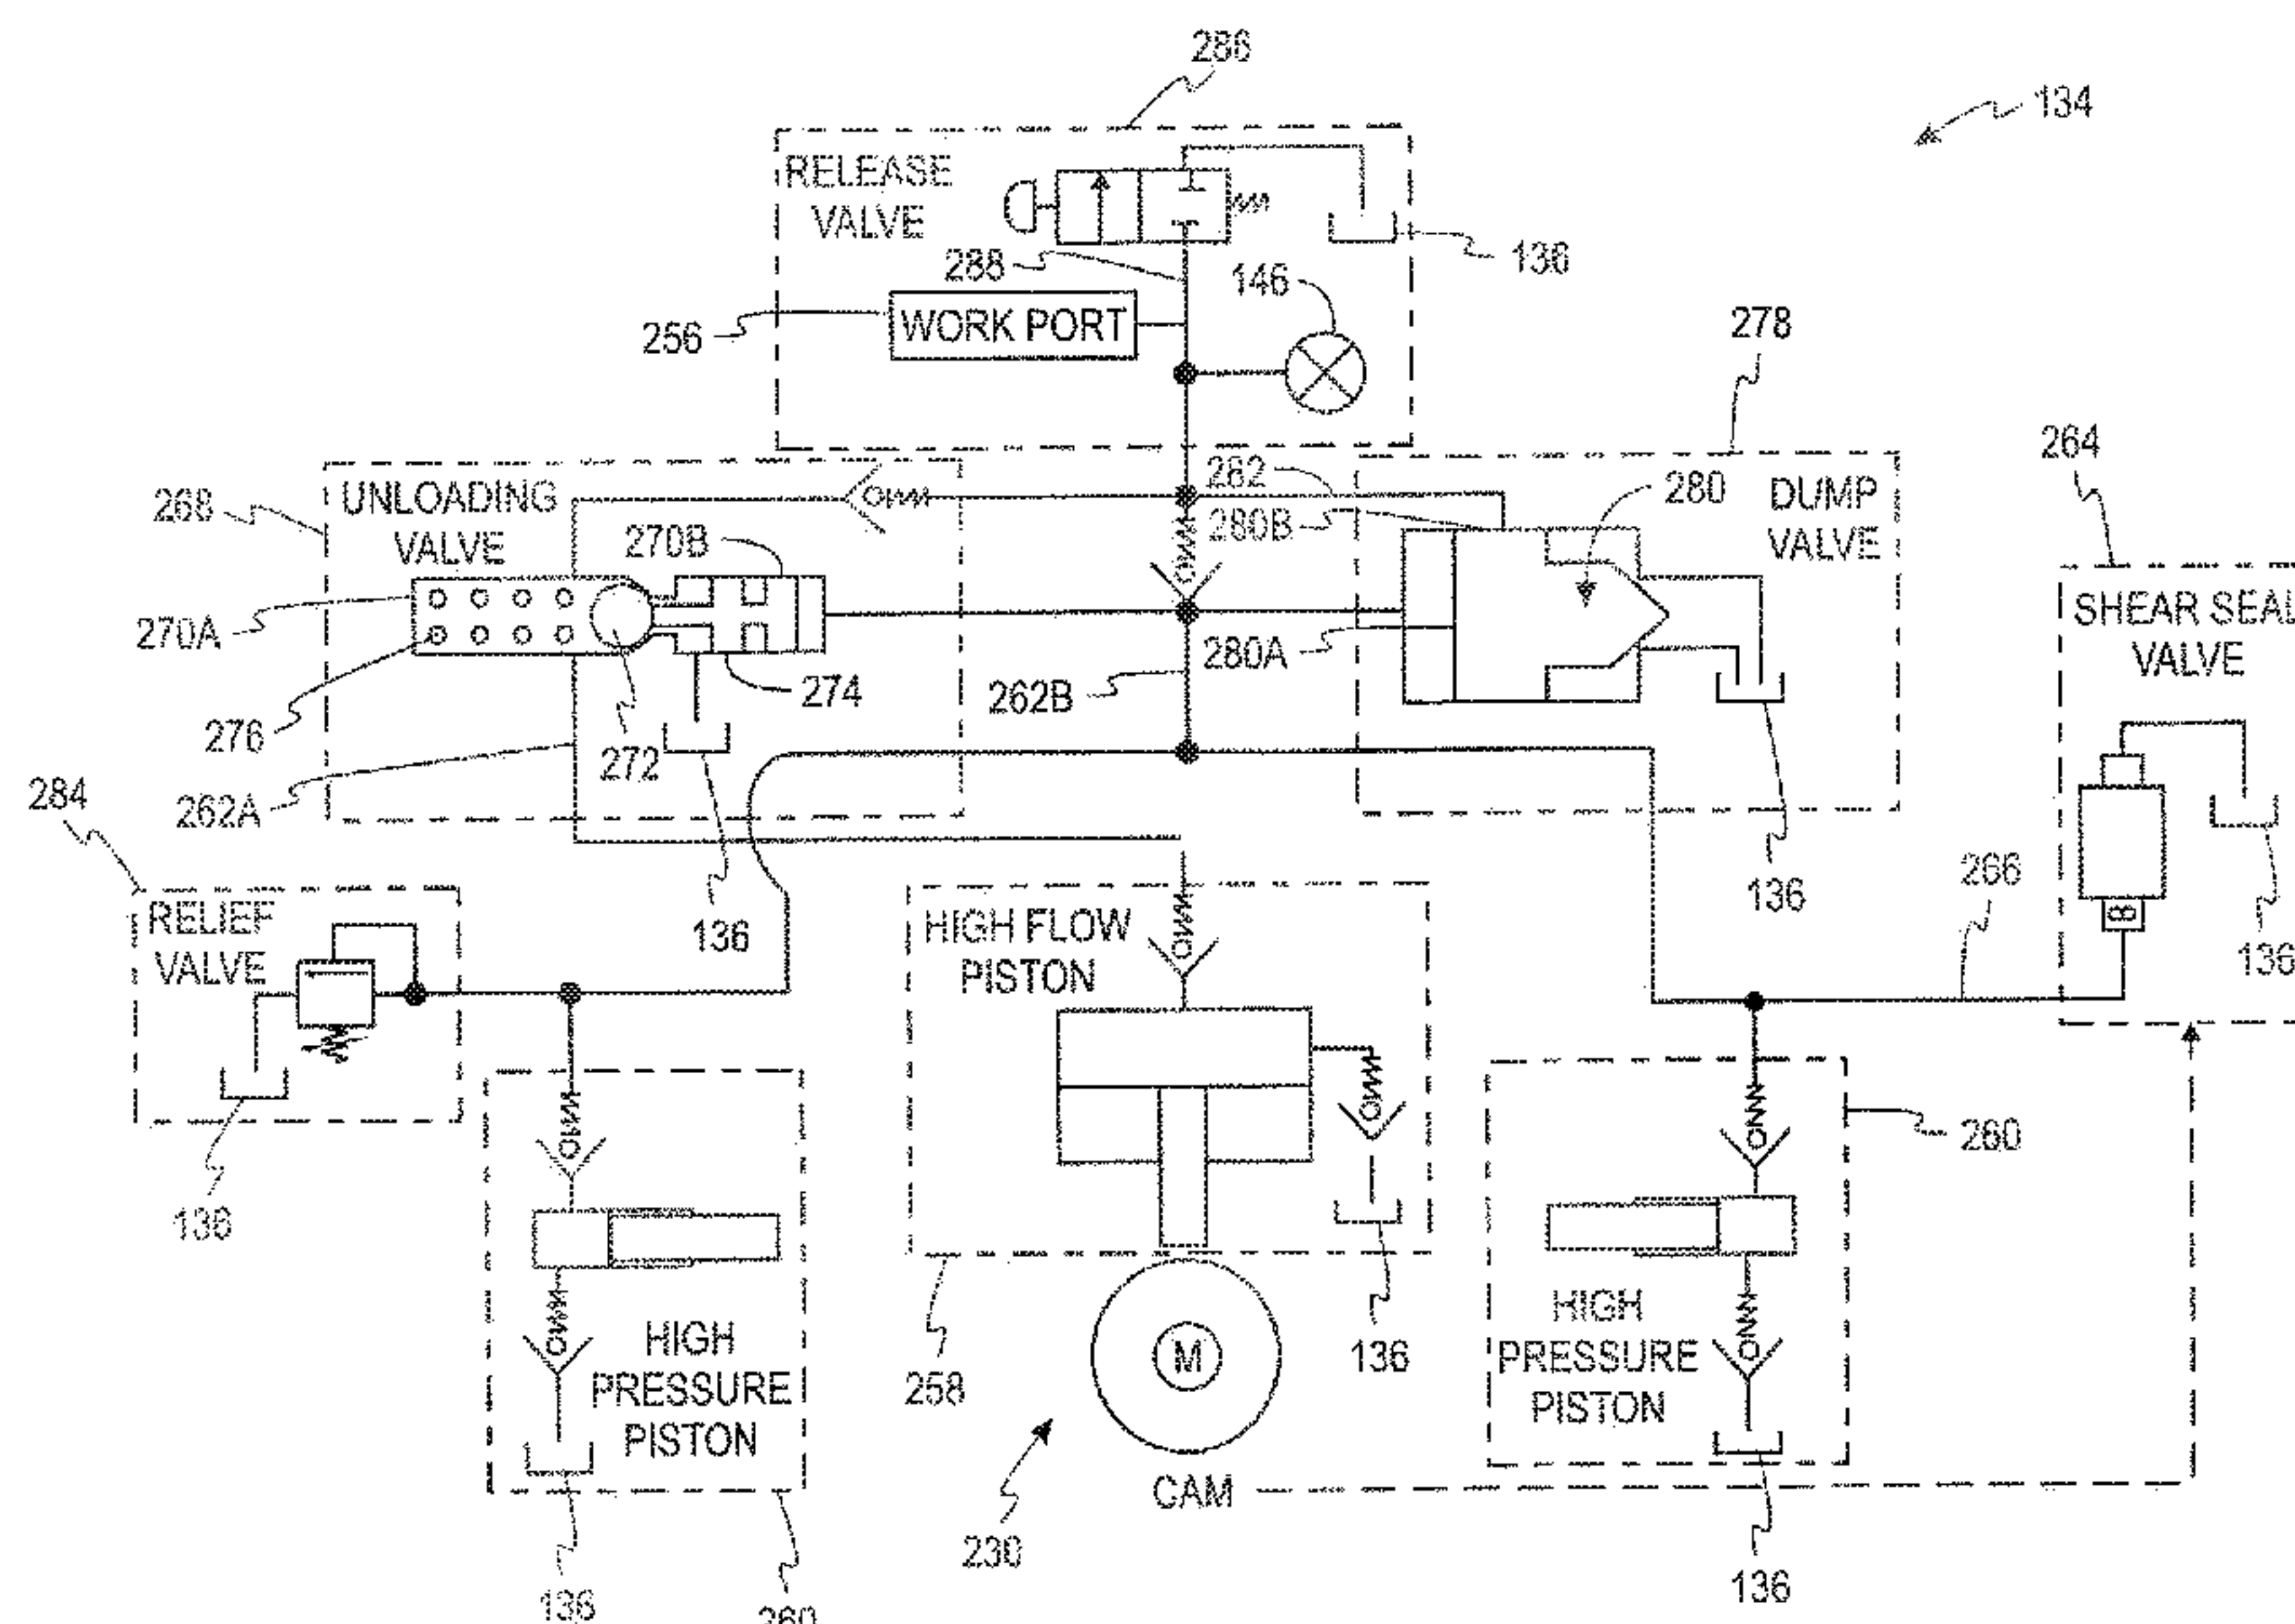 286
134
RELEASE
VALVE
288
146
136
256
WORK PORT
278
264
282
268
UNLOADING
VALVE
280
DUMP
VALVE
280B
270B
SHEAR SEAL
VALVE
270A
280A
274
262B
276
272
284
262A
136
266
136
136
RELIEF
VALVE
HIGH FLOW
PISTON
136
260
136
HIGH
PRESSURE
PISTON
258
M
136
HIGH
PRESSURE
PISTON
CAM
230
136
136
260